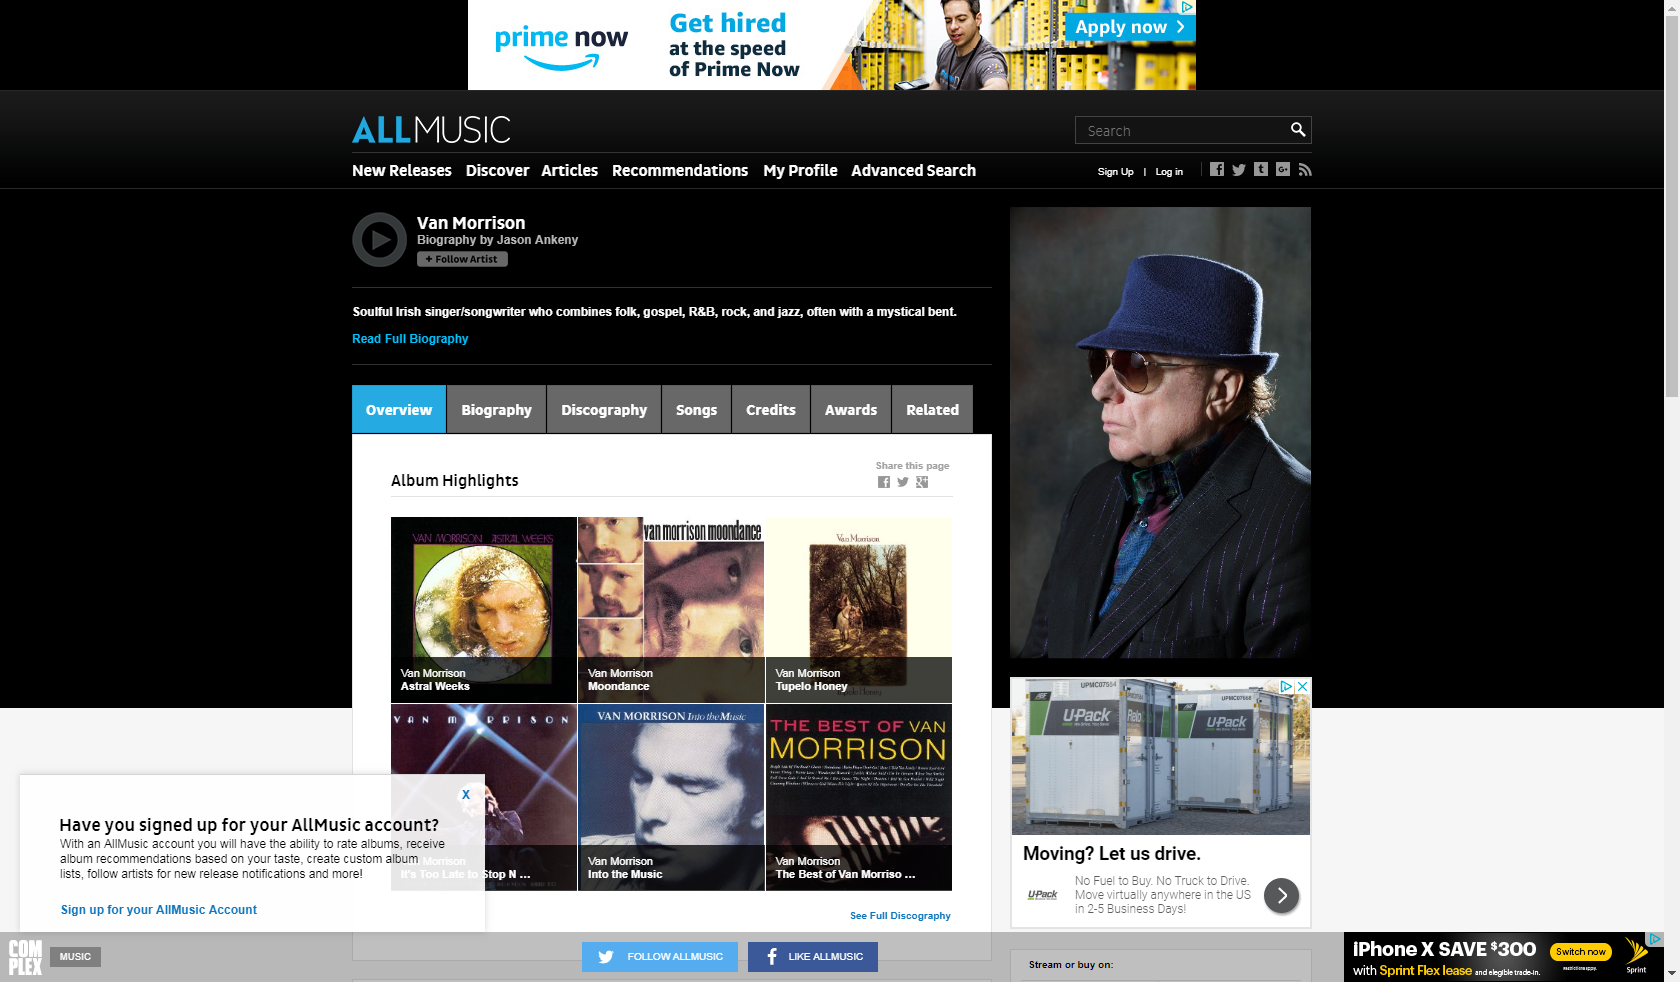 prime now
Get hired
at the speed
of Prime Now
Apply now
ALLMUSIC
Search
New Releases Discover Articles Recommendations My Profile Advanced Search
Sign Up | Log in
Van Morrison
Biography by Jason Ankeny
+ Follow Artist
Soulful Irish singer/songwriter who combines folk, gospel, R&B, rock, and jazz, often with a mystical bent.
Read Full Biography
Overview Biography Discography Songs Credits Awards Related
Share this page
Album Highlights
VAN MORRISON ASTRAL WEEKS
van morrison moondance
Van Morrison
Van Morrison
Astral Weeks
Van Morrison
Moondance
Van Morrison
Tupelo Honey
VAN MORRISON
VAN MORRISON Into the Music
THE BEST OF VAN
MORRISON
Morrison
It's Too Late to Stop N ...
Van Morrison
Into the Music
Van Morrison
The Best of Van Morriso ...
See Full Discography
X
Have you signed up for your AllMusic account?
With an AllMusic account you will have the ability to rate albums, receive
album recommendations based on your taste, create custom album
lists, follow artists for new release notifications and more!
Sign up for your AllMusic Account
UPMC07554
U-Pack
Relo
UPMC07668
U-Pack
Moving? Let us drive.
U-Pack
No Fuel to Buy. No Truck to Drive.
Move virtually anywhere in the US
in 2-5 Business Days!
Stream or buy on:
COM
PLEX
MUSIC
FOLLOW ALLMUSIC
LIKE ALLMUSIC
iPhone X SAVE $300
with Sprint Flex lease and elegible trade-in.
Switch now
restrictions apply.
Sprint